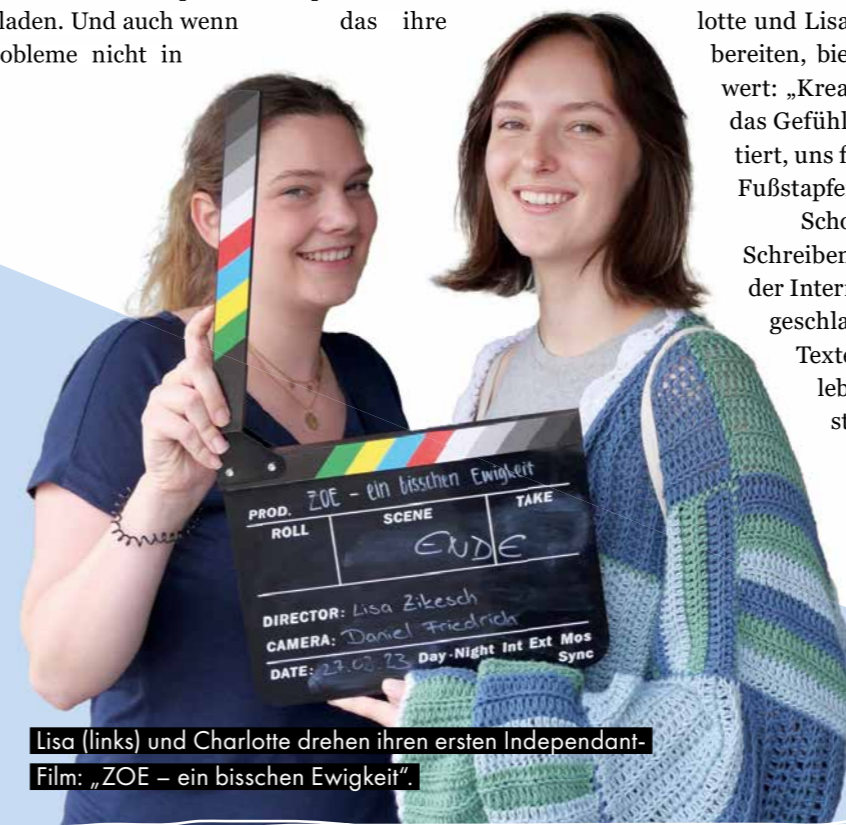 laden. Und auch wenn
das ihre
obleme nicht in
lotte und Lisa
bereiten, bie
wert: „Krea
das Gefühl
tiert, uns f
Fußstapfe
Scho
Schreiben
der Intern
geschla
Texte
leb
st
PROD. ZOE – ein bisschen Ewigkeit
ROLL SCENE TAKE
ENDE
DIRECTOR: Lisa Zikesch
CAMERA: Daniel Friedrich
DATE: 27.02.23 Day-Night Int Ext Mos
Sync
Lisa (links) und Charlotte drehen ihren ersten Independant-
Film: „ZOE – ein bisschen Ewigkeit“.